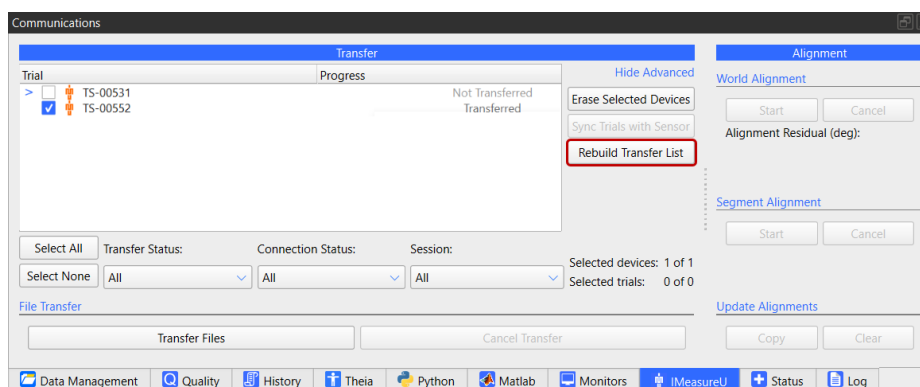 Communications
Transfer
Trial Progress
> TS-00531 Not Transferred
TS-00552 Transferred
Hide Advanced
Erase Selected Devices
Sync Trials with Sensor
Rebuild Transfer List
Select All Transfer Status: Connection Status: Session:
Select None All All All
Selected devices: 1 of 1
Selected trials: 0 of 0
File Transfer
Transfer Files Cancel Transfer
Alignment
World Alignment
Start Cancel
Alignment Residual (deg):
Segment Alignment
Start Cancel
Update Alignments
Copy Clear
Data Management Quality History Theia Python Matlab Monitors IMeasureU Status Log